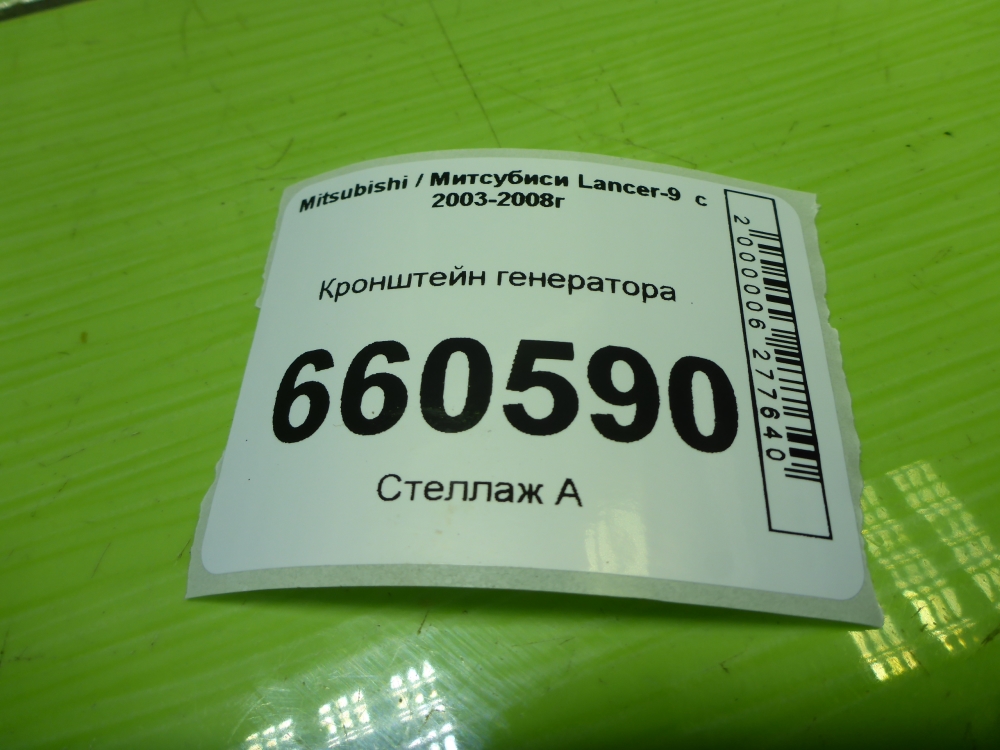 Mitsubishi / Митсубиси Lancer-9 с
2003-2008г
Кронштейн генератора
660590
Стеллаж А
2000006277640